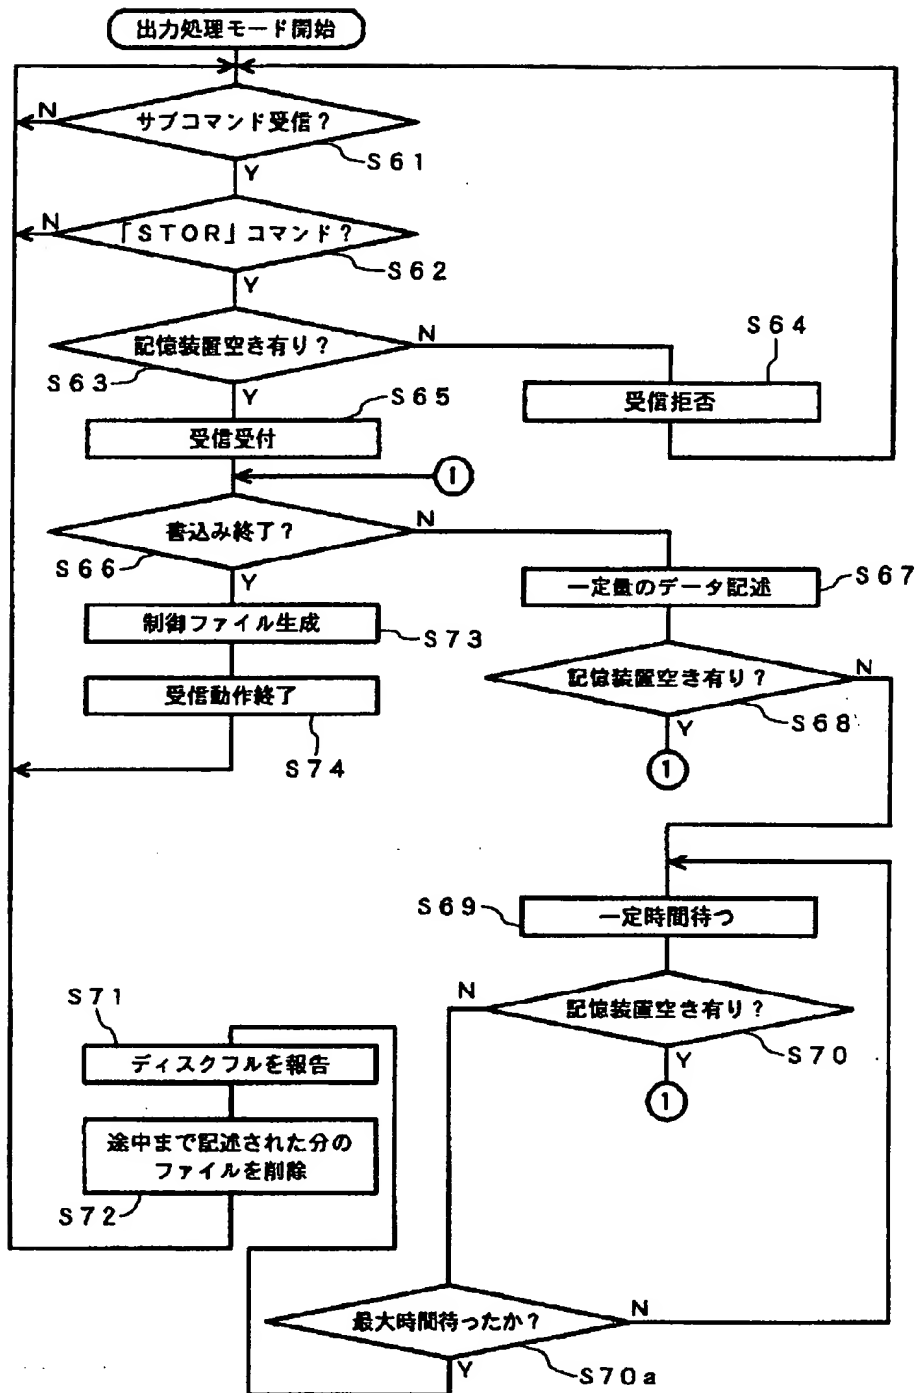 出力処理モード開始
N
サブコマンド受信?
S61
Y
N
「STOR」コマンド?
S62
Y
記憶装置空き有り?
N
S63
Y
S64
受信拒否
S65
受信受付
1
書込み終了?
N
S66
Y
一定量のデータ記述
S67
制御ファイル生成
S73
記憶装置空き有り?
N
S68
Y
1
受信動作終了
S74
S69
一定時間待つ
N
記憶装置空き有り?
S70
Y
1
S71
ディスクフルを報告
途中まで記述された分の
ファイルを削除
S72
最大時間待ったか?
N
S70a
Y